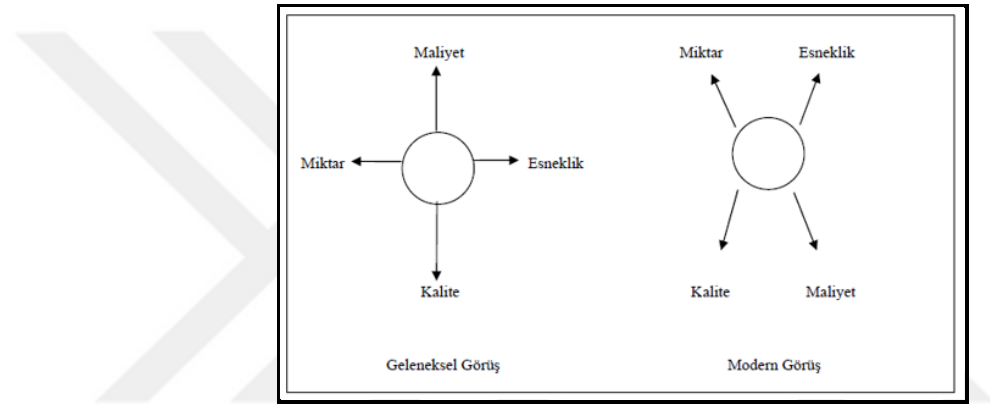 Maliyet
Miktar
Esneklik
Kalite
Geleneksel Görüş
Miktar
Esneklik
Kalite
Maliyet
Modern Görüş